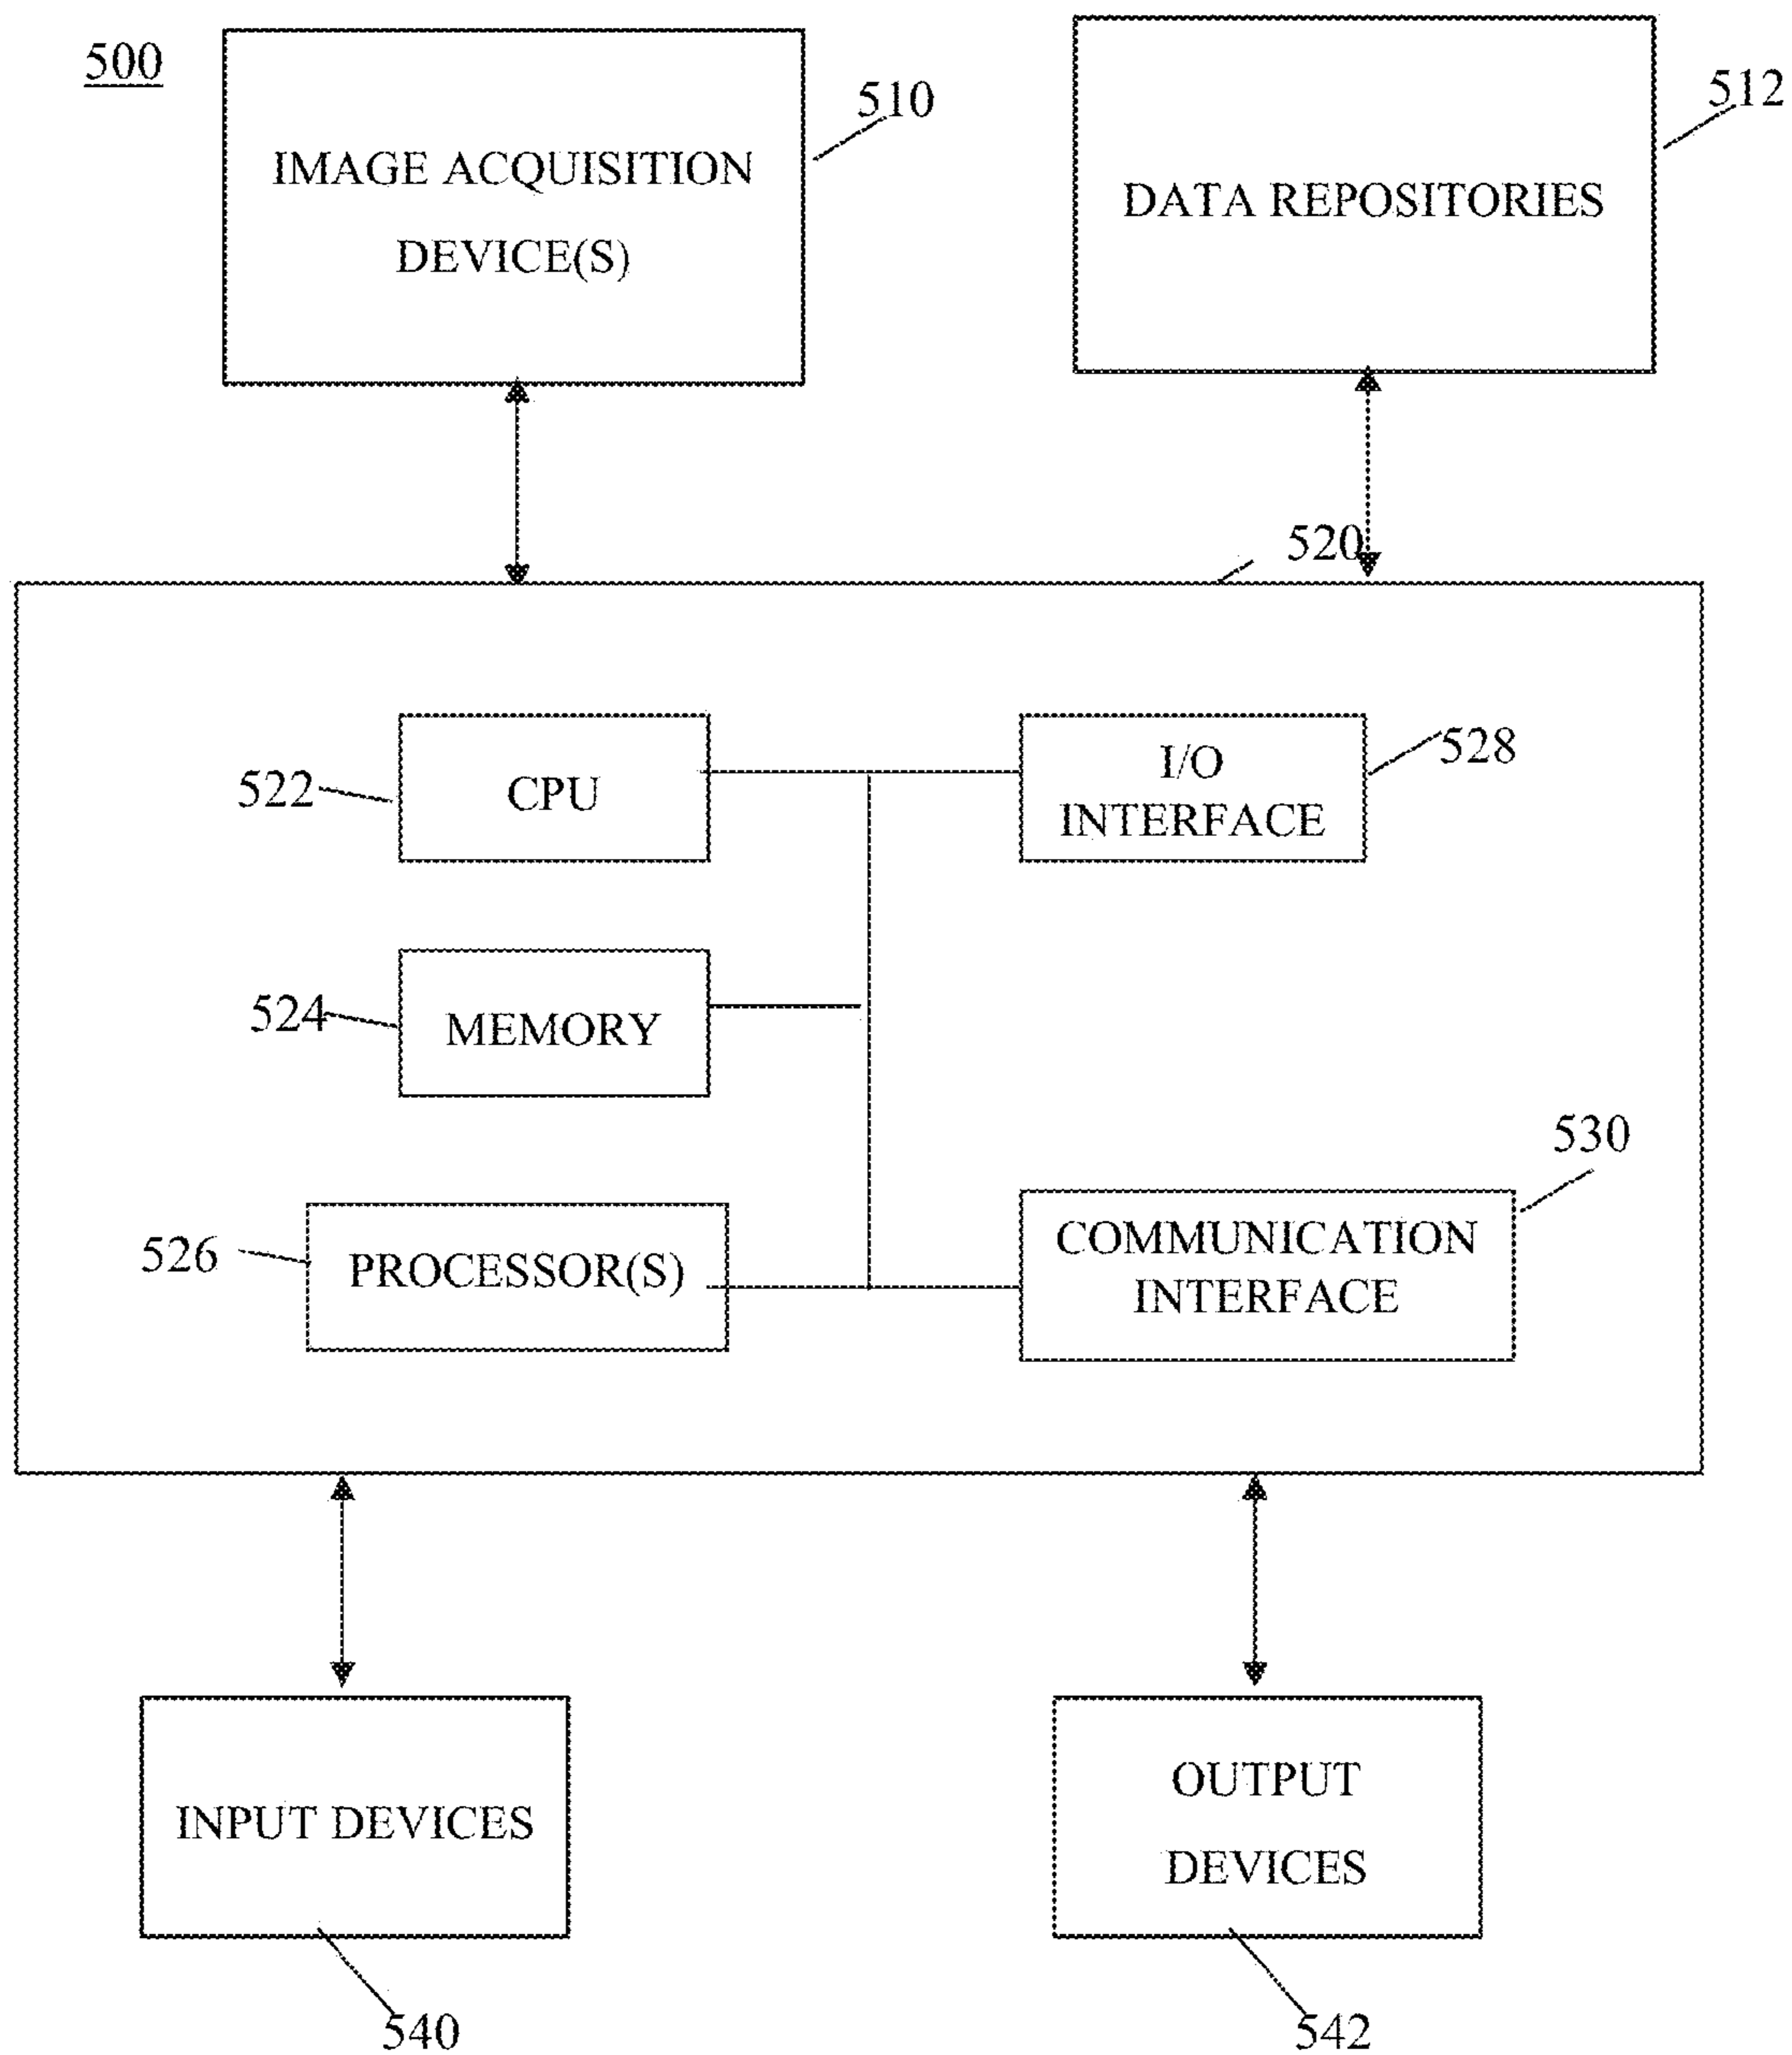 500
IMAGE ACQUISITION
DEVICE(S)
510
DATA REPOSITORIES
512
520
522
CPU
I/O
INTERFACE
528
524
MEMORY
526
PROCESSOR(S)
COMMUNICATION
INTERFACE
530
INPUT DEVICES
540
OUTPUT
DEVICES
542